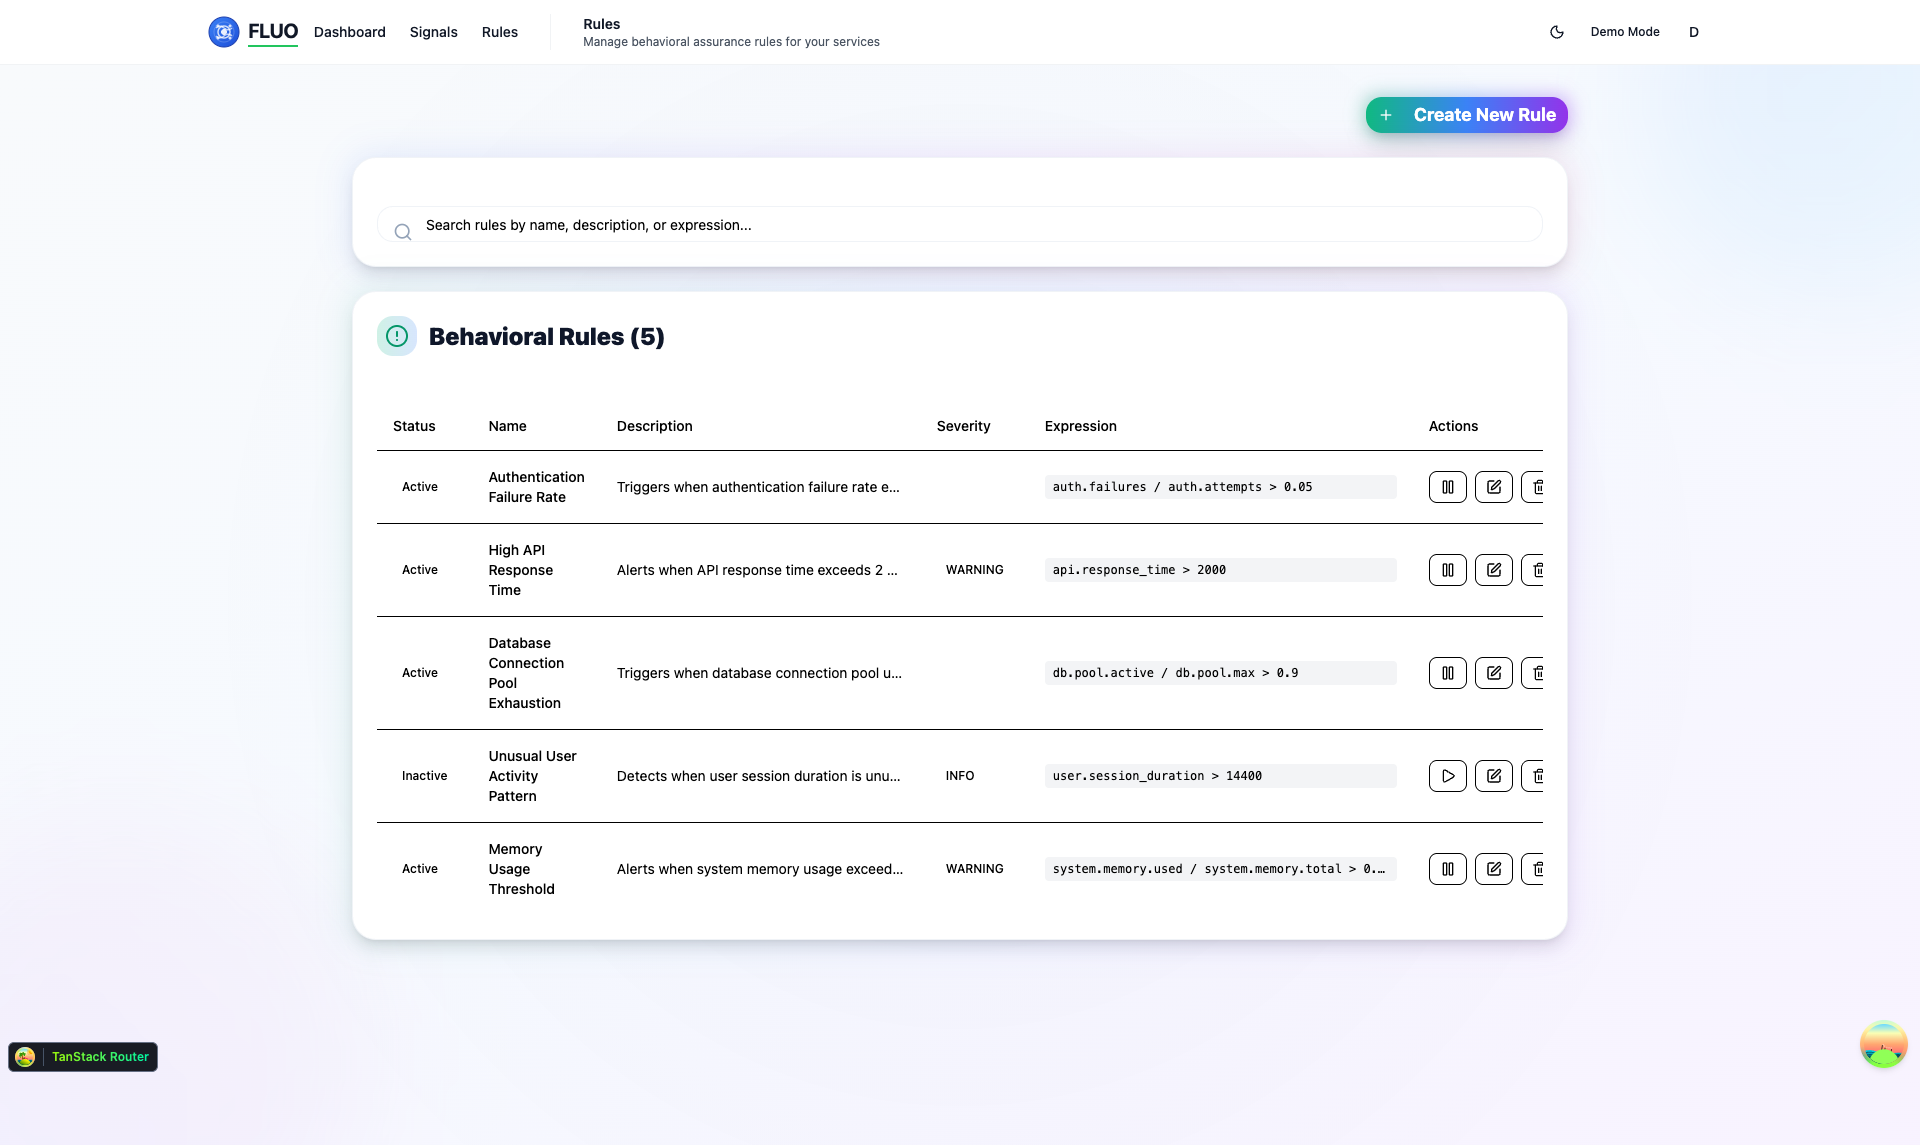 FLUO
Dashboard
Signals
Rules
Rules
Manage behavioral assurance rules for your services
Demo Mode
D
Create New Rule
Search rules by name, description, or expression...
Behavioral Rules (5)
Status Name Description Severity Expression Actions
Active
Authentication
Failure Rate
Triggers when authentication failure rate e...
auth.failures / auth.attempts > 0.05
Active
High API
Response
Time
Alerts when API response time exceeds 2 ...
WARNING
api.response_time > 2000
Active
Database
Connection
Pool
Exhaustion
Triggers when database connection pool u...
db.pool.active / db.pool.max > 0.9
Inactive
Unusual User
Activity
Pattern
Detects when user session duration is unu...
INFO
user.session_duration > 14400
Active
Memory
Usage
Threshold
Alerts when system memory usage exceed...
WARNING
system.memory.used / system.memory.total > 0.…
TanStack Router